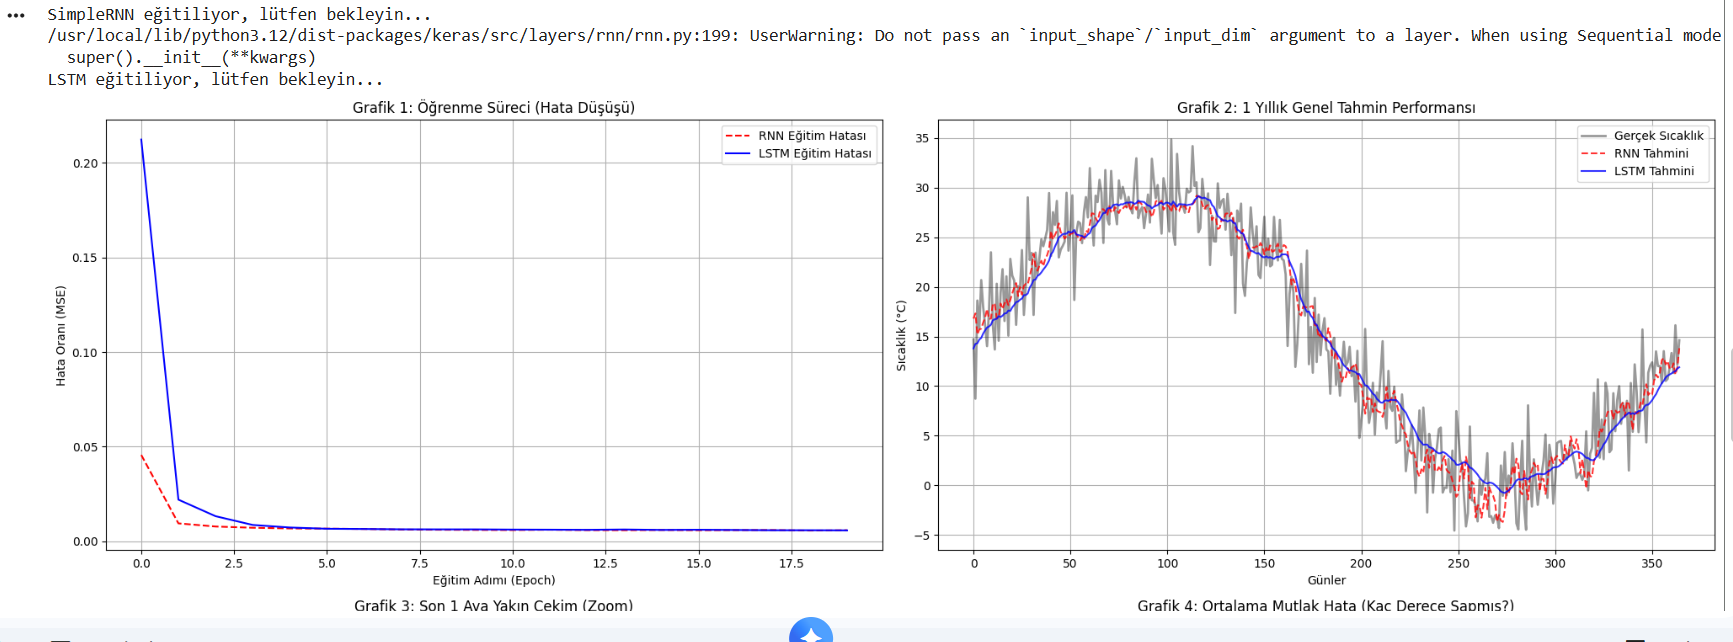 SimpleRNN eğitiliyor, lütfen bekleyin...
/usr/local/lib/python3.12/dist-packages/keras/src/layers/rnn/rnn.py:199: UserWarning: Do not pass an `input_shape`/`input_dim` argument to a layer. When using Sequential mode
super().__init__(**kwargs)
LSTM eğitiliyor, lütfen bekleyin...
Grafik 1: Öğrenme Süreci (Hata Düşüşü)
RNN Eğitim Hatası
LSTM Eğitim Hatası
Hata Oranı (MSE)
0.20
0.15
0.10
0.05
0.00
0.0 2.5 5.0 7.5 10.0 12.5 15.0 17.5
Eğitim Adımı (Epoch)
Grafik 2: 1 Yıllık Genel Tahmin Performansı
Gerçek Sıcaklık
RNN Tahmini
LSTM Tahmini
Sıcaklık (°C)
35
30
25
20
15
10
5
0
−5
0 50 100 150 200 250 300 350
Günler
Grafik 3: Son 1 Aya Yakın Çekim (Zoom)
Grafik 4: Ortalama Mutlak Hata (Kaç Derece Sapmış?)